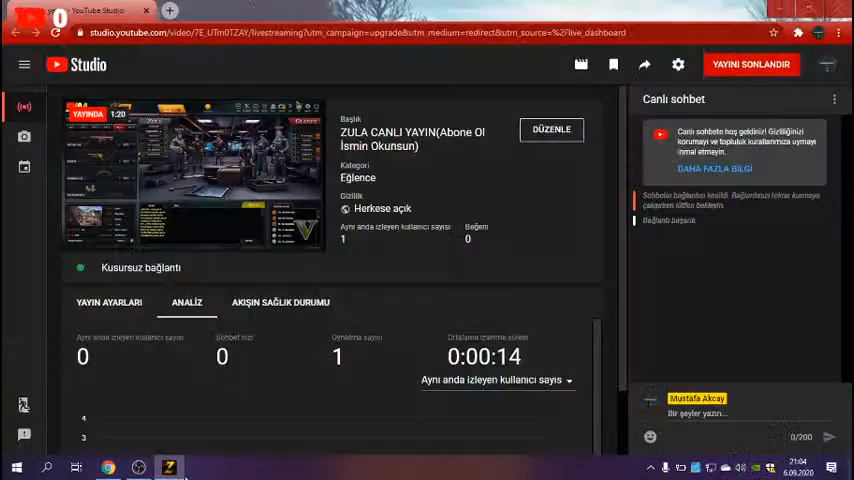 0
YouTube Studio
studio.youtube.com/video/7E_UTm0TZAY/livestreaming?utm_campaign=upgrade&utm_medium=redirect&utm_source=%2Flive_dashboard
Studio
YAYINI SONLANDIR
YAYINDA 1:20
Başlık
ZULA CANLI YAYIN(Abone Ol
İsmin Okunsun)
DÜZENLE
Kategori
Eğlence
Gizlilik
Herkese açık
Aynı anda izleyen kullanıcı sayısı
Beğeni
1
0
Kusursuz bağlantı
YAYIN AYARLARI
ANALİZ
AKIŞIN SAĞLIK DURUMU
Aynı anda izleyen kullanıcı sayısı
Sohbet hızı
Oynatma sayısı
Ortalama izlenme süresi
0
0
1
0:00:14
Aynı anda izleyen kullanıcı sayıs
4
3
Canlı sohbet
Canlı sohbete hoş geldiniz! Gizliliğinizi
korumayı ve topluluk kurallarımıza uymayı
ihmal etmeyin.
DAHA FAZLA BİLGİ
Sohbetin bağlantısı kesildi. Bağlantınızı tekrar kurmaya
çalışırken lütfen bekleyin.
Bağlantı başarılı.
Mustafa Akcay
Bir şeyler yazın...
0/200
21:04
6.09.2020